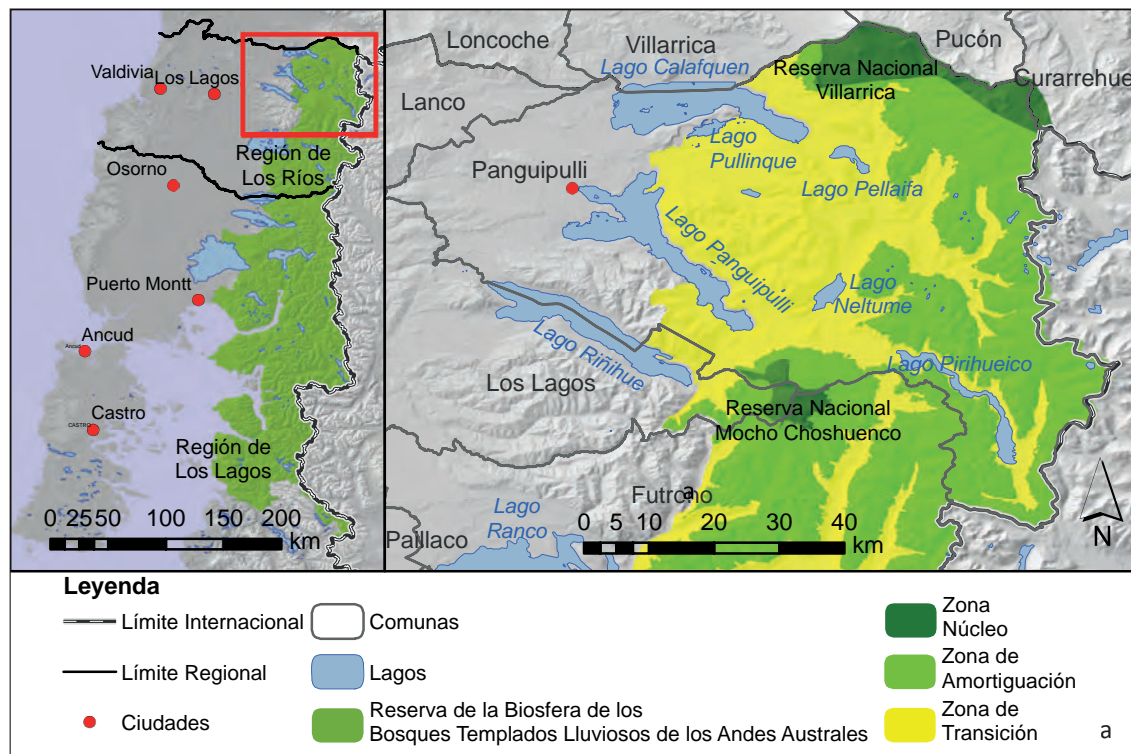 Valdivia
Los Lagos
Región de
Los Ríos
Osorno
Puerto Montt
Ancud
Ancud
Castro
CASTRO
Región de
Los Lagos
0 25 50 100 150 200
km
Loncoche
Villarrica
Pucón
Lago Calafquen
Reserva Nacional
Villarrica
Curarrehue
Lanco
Lago
Pullinque
Panguipulli
Lago Pellaifa
Lago Panguipulli
Lago
Neltume
Lago Riñihue
Lago Pirihueico
Los Lagos
Reserva Nacional
Mocho Choshuenco
Futrono
a
Lago
Ranco
Paillaco
0 5 10 20 30 40
km
N
Leyenda
Límite Internacional
Comunas
Zona
Núcleo
Límite Regional
Lagos
Zona de
Amortiguación
Ciudades
Reserva de la Biosfera de los
Bosques Templados Lluviosos de los Andes Australes
Zona de
Transición
a